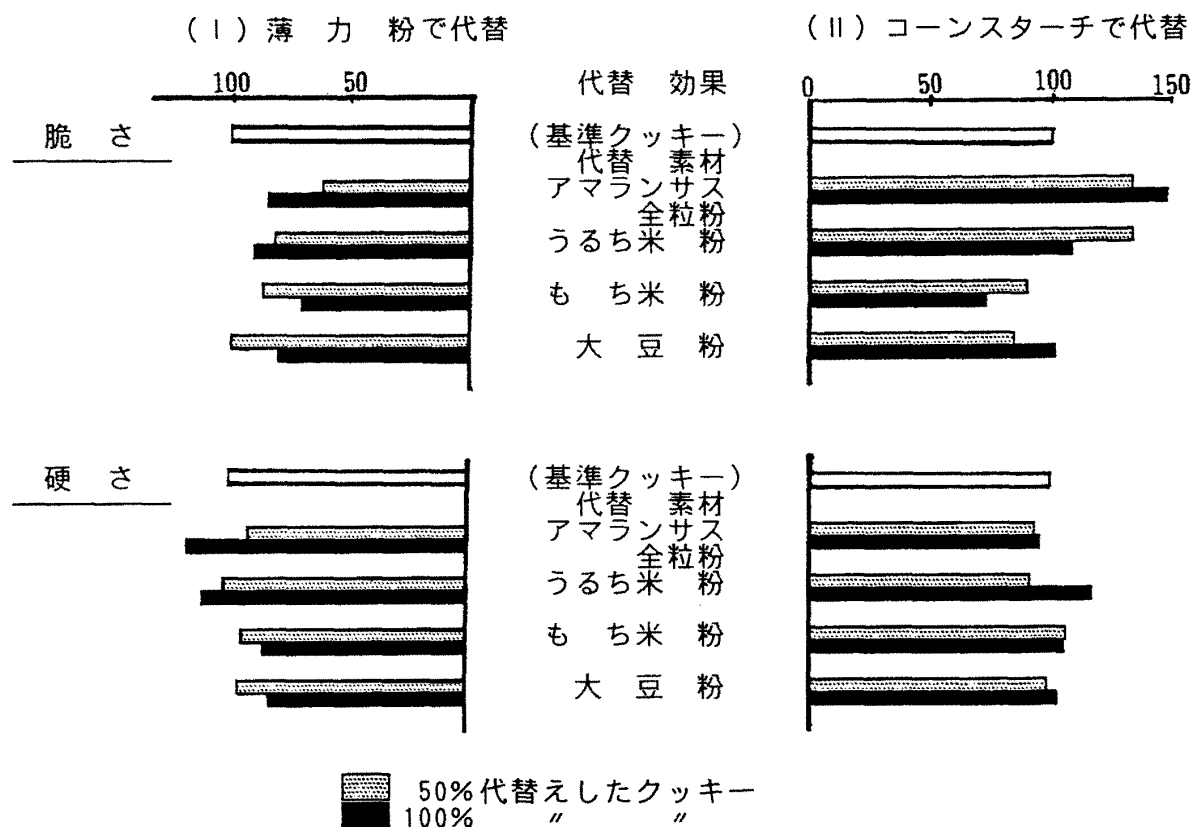 (I) 薄力粉で代替
(II) コーンスターチで代替
100 50
代替 効果
0 50 100 150
脆さ
(基準クッキー)
代替 素材
アマランサス
全粒粉
うるち米 粉
もち米 粉
大豆粉
硬さ
(基準クッキー)
代替 素材
アマランサス
全粒粉
うるち米 粉
もち米 粉
大豆粉
50%代替えしたクッキー
100% 〃 〃